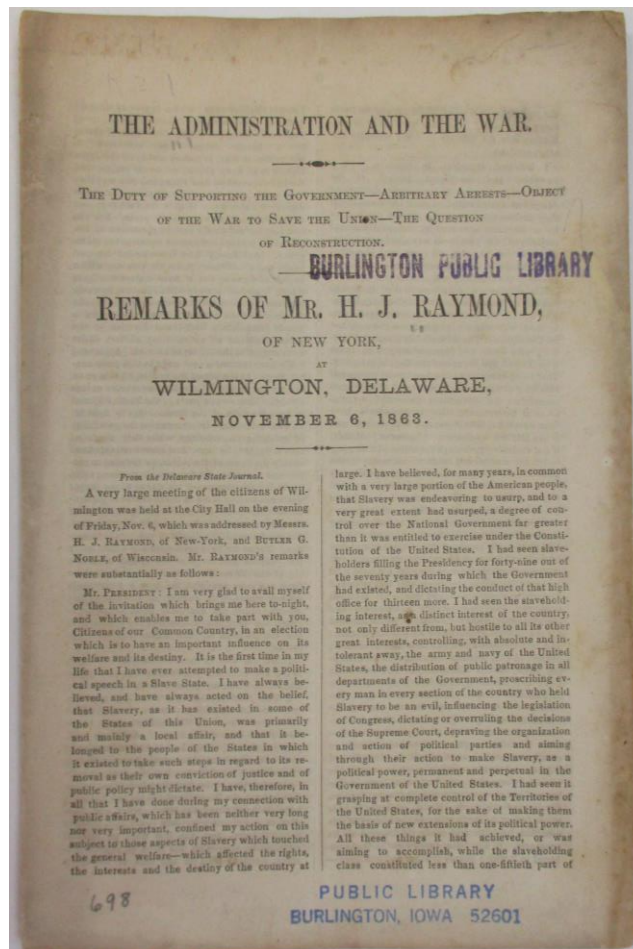 THE ADMINISTRATION AND THE WAR.
THE DUTY OF SUPPORTING THE GOVERNMENT—ARBITRARY ARRESTS—OBJECT
OF THE WAR TO SAVE THE UNION—THE QUESTION
OF RECONSTRUCTION.
BURLINGTON PUBLIC LIBRARY
REMARKS OF MR. H. J. RAYMOND,
OF NEW YORK,
AT
WILMINGTON, DELAWARE,
NOVEMBER 6, 1863.
From the Delaware State Journal.
A very large meeting of the citizens of Wil-
mington was held at the City Hall on the evening
of Friday, Nov. 6, which was addressed by Messrs.
H. J. RAYMOND, of New-York, and BUTLER G.
NOBLE, of Wisconsin. Mr. RAYMOND'S remarks
were substantially as follows:
Mr. PRESIDENT: I am very glad to avail myself
of the invitation which brings me here to-night,
and which enables me to take part with you,
Citizens of our Common Country, in an election
which is to have an important influence on its
welfare and its destiny. It is the first time in my
life that I have ever attempted to make a politi-
cal speech in a Slave State. I have always be-
lieved, and have always acted on the belief,
that Slavery, as it has existed in some of
the States of this Union, was primarily
and mainly a local affair, and that it be-
longed to the people of the States in which
it existed to take such steps in regard to its re-
moval as their own conviction of justice and of
public policy might dictate. I have, therefore, in
all that I have done during my connection with
public affairs, which has been neither very long
nor very important, confined my action on this
subject to those aspects of Slavery which touched
the general welfare—which affected the rights,
the interests and the destiny of the country at
large. I have believed, for many years, in common
with a very large portion of the American people,
that Slavery was endeavoring to usurp, and to a
very great extent had usurped, a degree of con-
trol over the National Government far greater
than it was entitled to exercise under the Consti-
tution of the United States. I had seen slave-
holders filling the Presidency for forty-nine out of
the seventy years during which the Government
had existed, and dictating the conduct of that high
office for thirteen more. I had seen the slavehold-
ing interest, a distinct interest of the country,
not only different from, but hostile to all its other
great interests, controlling, with absolute and in-
tolerant sway, the army and navy of the United
States, the distribution of public patronage in all
departments of the Government, proscribing ev-
ery man in every section of the country who held
Slavery to be an evil, influencing the legislation
of Congress, dictating or overruling the decisions
of the Supreme Court, depraving the organization
and action of political parties and aiming
through their action to make Slavery, as a
political power, permanent and perpetual in the
Government of the United States. I had seen it
grasping at complete control of the Territories of
the United States, for the sake of making them
the basis of new extensions of its political power.
All these things it had achieved, or was
aiming to accomplish, while the slaveholding
class constituted less than one-fiftieth part of
698
PUBLIC LIBRARY
BURLINGTON, IOWA 52601